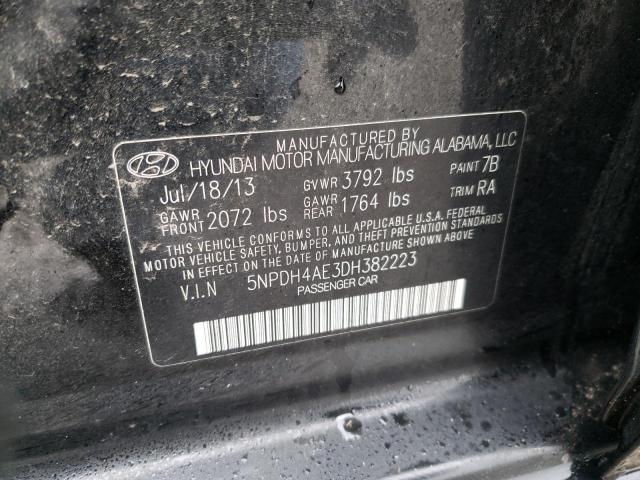 MANUFACTURED BY
HYUNDAI MOTOR MANUFACTURING ALABAMA, LLC
Jul/18/13 GVWR 3792 lbs PAINT 7B
GAWR FRONT 2072 lbs GAWR REAR 1764 lbs TRIM RA
THIS VEHICLE CONFORMS TO ALL APPLICABLE U.S.A. FEDERAL
MOTOR VEHICLE SAFETY, BUMPER, AND THEFT PREVENTION STANDARDS
IN EFFECT ON THE DATE OF MANUFACTURE SHOWN ABOVE.
V.I.N 5NPDH4AE3DH382223
PASSENGER CAR